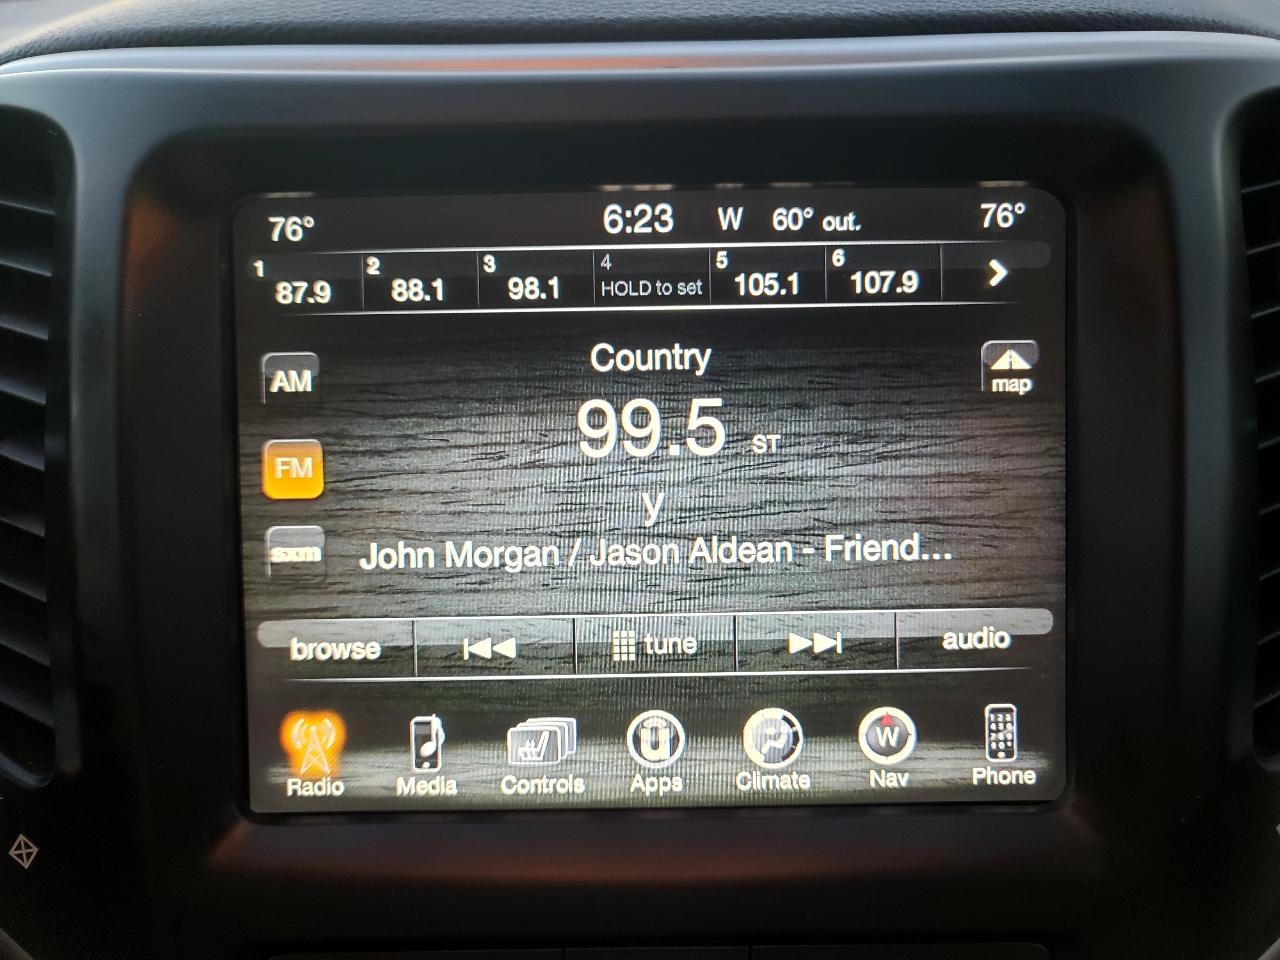 76° 6:23 W 60° out. 76°
1 87.9 2 88.1 3 98.1 4 HOLD to set 5 105.1 6 107.9
Country
AM map
99.5 ST
FM
y
sxm John Morgan / Jason Aldean - Friend...
browse tune audio
W
Radio Media Controls Apps Climate Nav Phone